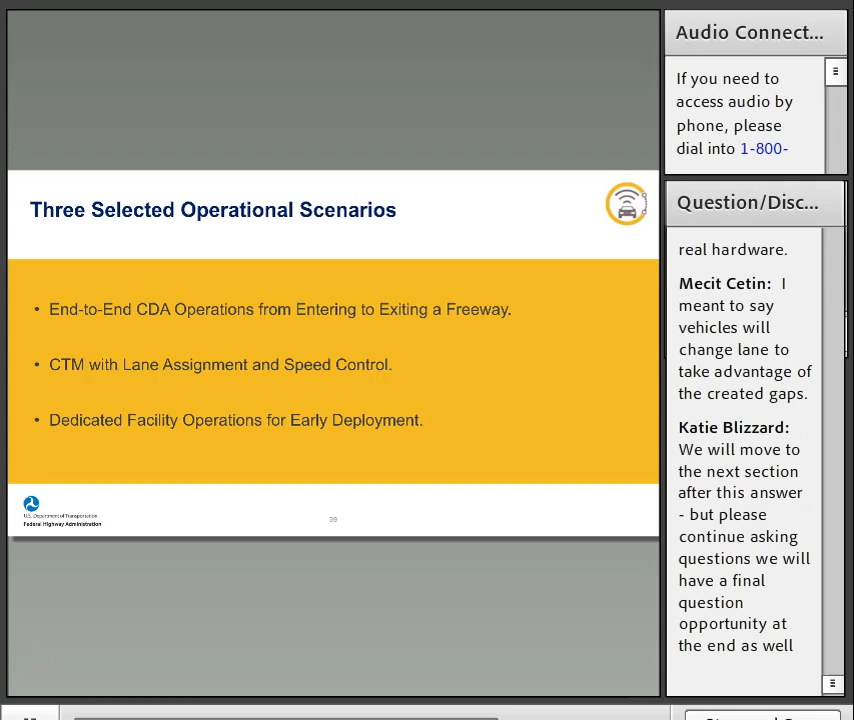 Three Selected Operational Scenarios
• End-to-End CDA Operations from Entering to Exiting a Freeway.
• CTM with Lane Assignment and Speed Control.
• Dedicated Facility Operations for Early Deployment.
U.S. Department of Transportation
Federal Highway Administration
39
Audio Connect...
If you need to
access audio by
phone, please
dial into 1-800-
Question/Disc...
real hardware.
Mecit Cetin: I
meant to say
vehicles will
change lane to
take advantage of
the created gaps.
Katie Blizzard:
We will move to
the next section
after this answer
- but please
continue asking
questions we will
have a final
question
opportunity at
the end as well